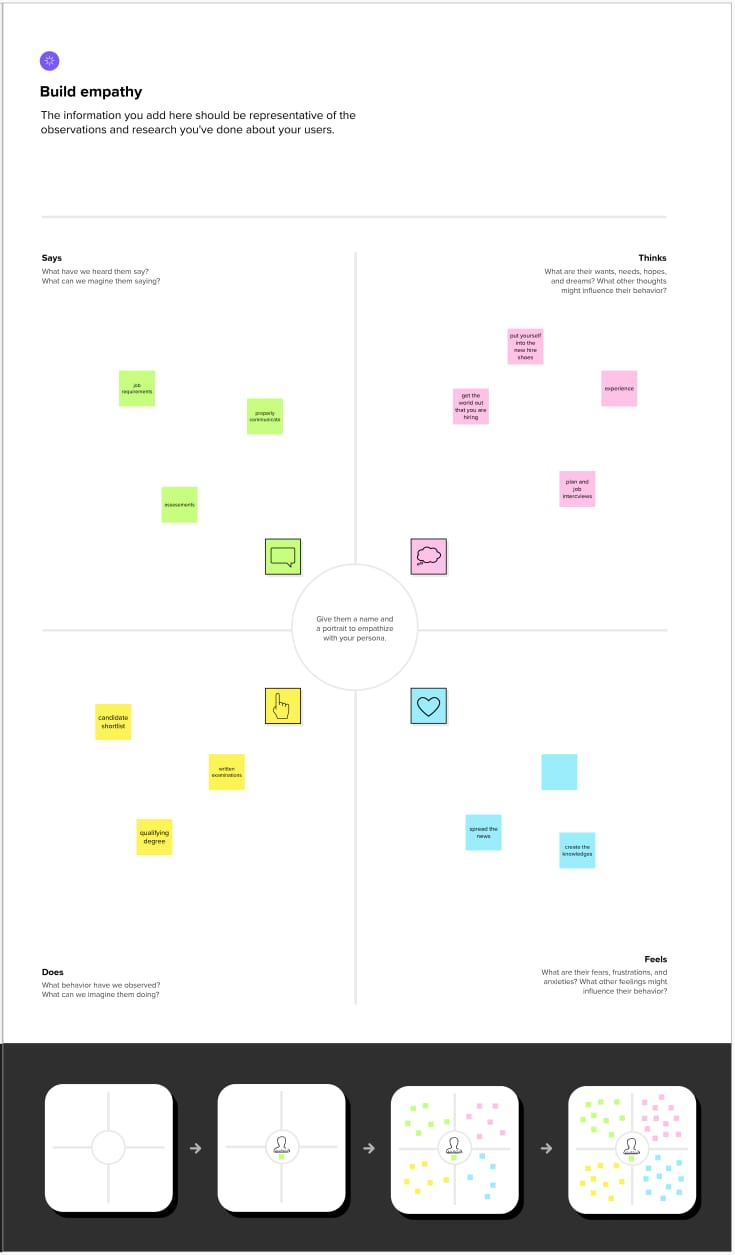 Build empathy
The information you add here should be representative of the
observations and research you've done about your users.
Says
What have we heard them say?
What can we magine them saying?
Thinks
What are their wants, needs, hopes,
and dreams? What other thoughts
might influence their behavior?
put yourself
into the
new hire
shoes
job
requirements
experience
get the
world out
that you are
hiring
properly
communicate
plan and
job
intercviews
assesements
Give them a name and
a portrait to empathize
with your persona.
candidate
shortlist
written
examinations
spread the
news
qualifying
degree
create the
knowledges
Does
What behavior have we observed?
What can we imagine them doing?
Feels
What are their fears, frustrations, and
anxieties? What other feelings might
influence their behavior?